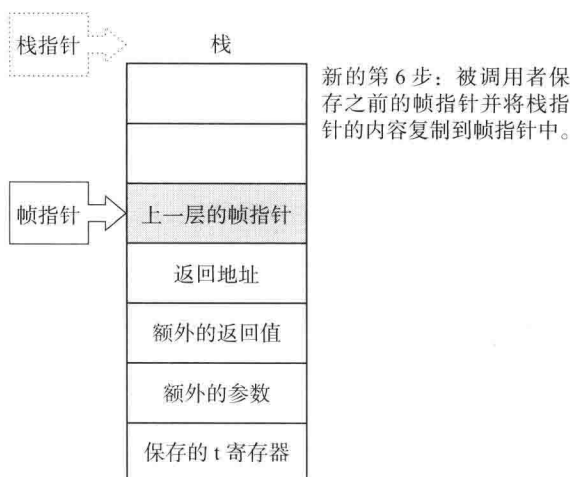 栈指针
栈
新的第6步：被调用者保
存之前的帧指针并将栈指
针的内容复制到帧指针中。
帧指针
上一层的帧指针
返回地址
额外的返回值
额外的参数
保存的 t 寄存器